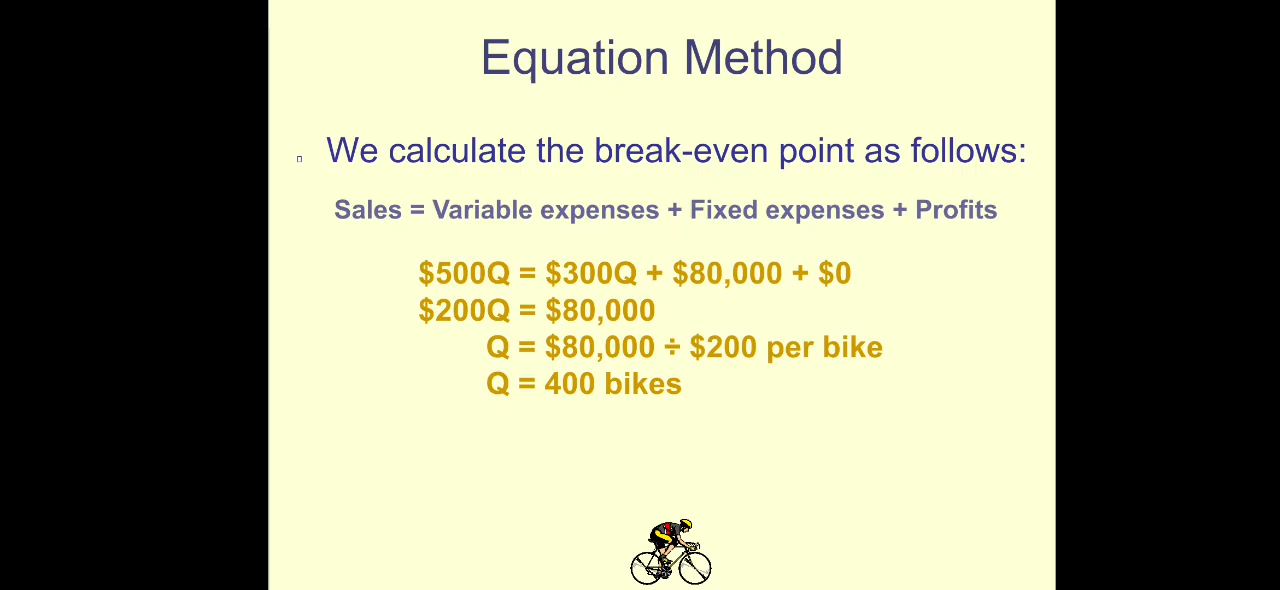 Equation Method
We calculate the break-even point as follows:
Sales = Variable expenses + Fixed expenses + Profits
$500Q = $300Q + $80,000 + $0
$200Q = $80,000
Q = $80,000 ÷ $200 per bike
Q = 400 bikes